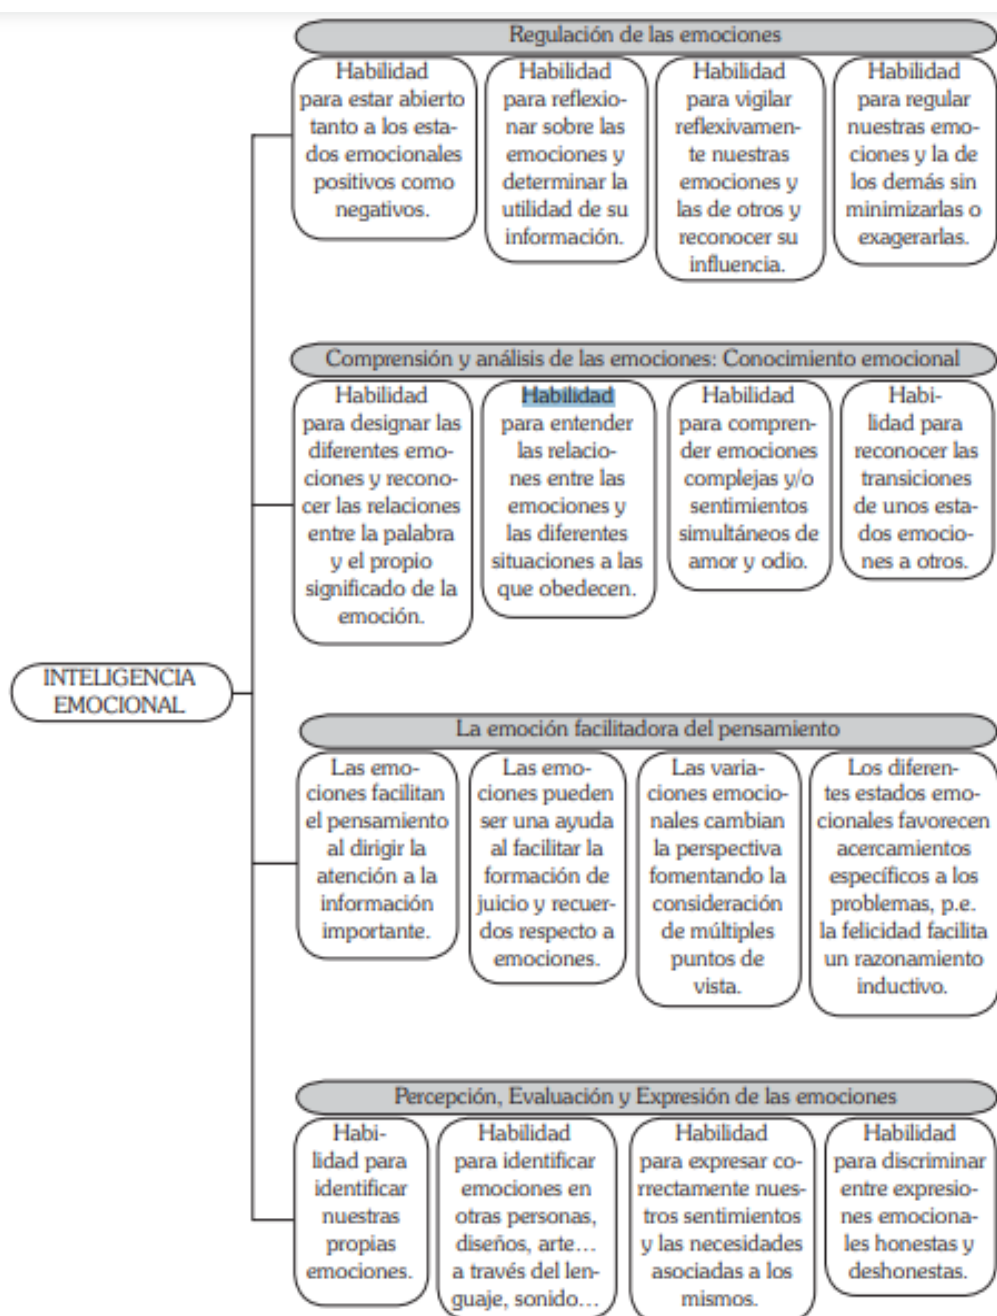 Regulación de las emociones
Habilidad
para estar abierto
tanto a los esta-
dos emocionales
positivos como
negativos.
Habilidad
para reflexio-
nar sobre las
emociones y
determinar la
utilidad de su
información.
Habilidad
para vigilar
reflexivamen-
te nuestras
emociones y
las de otros y
reconocer su
influencia.
Habilidad
para regular
nuestras emo-
ciones y la de
los demás sin
minimizarlas o
exagerarlas.
Comprensión y análisis de las emociones: Conocimiento emocional
Habilidad
para designar las
diferentes emo-
ciones y recono-
cer las relaciones
entre la palabra
y el propio
significado de la
emoción.
Habilidad
para entender
las relacio-
nes entre las
emociones y
las diferentes
situaciones a las
que obedecen.
Habilidad
para compren-
der emociones
complejas y/o
sentimientos
simultáneos de
amor y odio.
Habi-
lidad para
reconocer las
transiciones
de unos esta-
dos emocio-
nes a otros.
INTELIGENCIA
EMOCIONAL
La emoción facilitadora del pensamiento
Las emo-
ciones facilitan
el pensamiento
al dirigir la
atención a la
información
importante.
Las emo-
ciones pueden
ser una ayuda
al facilitar la
formación de
juicio y recuer-
dos respecto a
emociones.
Las varia-
ciones emocio-
nales cambian
la perspectiva
fomentando la
consideración
de múltiples
puntos de
vista.
Los diferen-
tes estados emo-
cionales favorecen
acercamientos
específicos a los
problemas, p.e.
la felicidad facilita
un razonamiento
inductivo.
Percepción, Evaluación y Expresión de las emociones
Habi-
lidad para
identificar
nuestras
propias
emociones.
Habilidad
para identificar
emociones en
otras personas,
diseños, arte…
a través del len-
guaje, sonido…
Habilidad
para expresar co-
rrectamente nues-
tros sentimientos
y las necesidades
asociadas a los
mismos.
Habilidad
para discriminar
entre expresio-
nes emociona-
les honestas y
deshonestas.